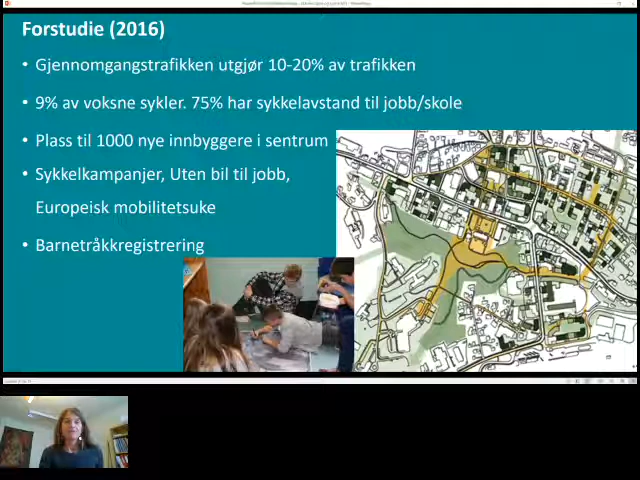 Forstudie (2016)
• Gjennomgangstrafikken utgjør 10-20% av trafikken
• 9% av voksne sykler. 75% har sykkelavstand til jobb/skole
• Plass til 1000 nye innbyggere i sentrum
• Sykkelkampanjer, Uten bil til jobb,
Europeisk mobilitetsuke
• Barnetråkkregistrering